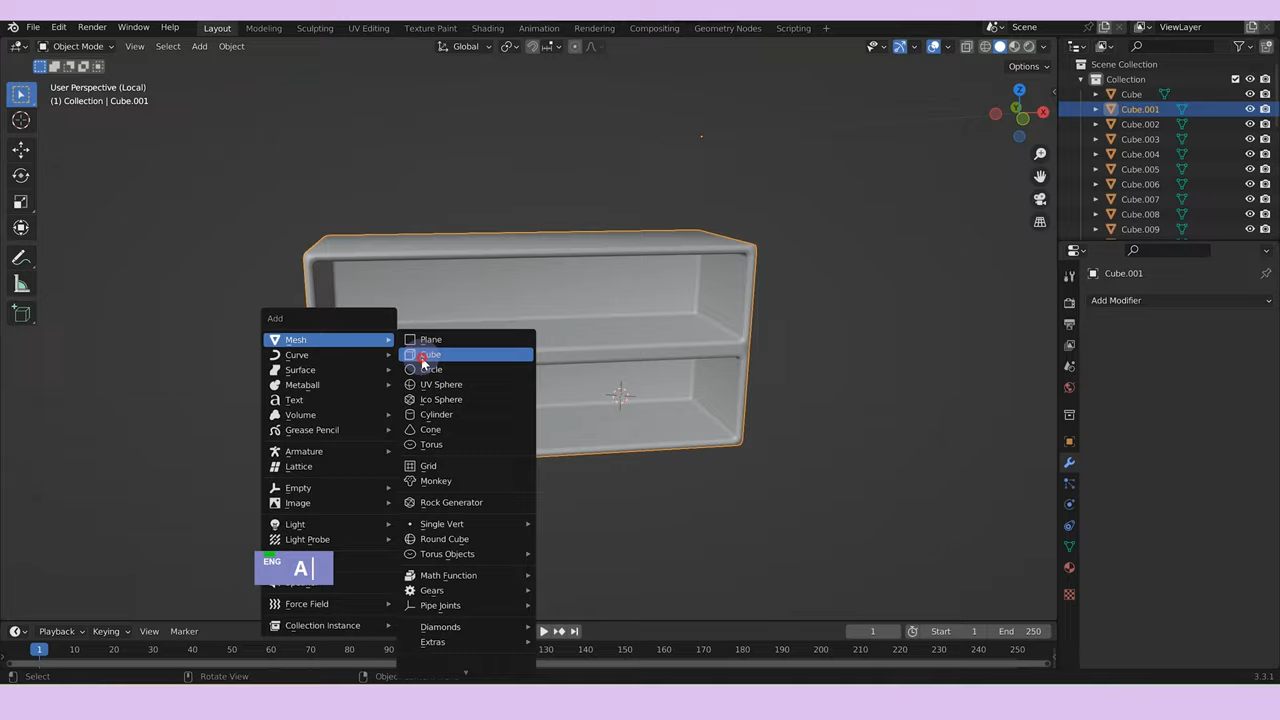 File Edit Render Window Help Layout Modeling Sculpting UV Editing Texture Paint Shading Animation Rendering Compositing Geometry Nodes Scripting + Scene ViewLayer
Object Mode View Select Add Object Global
Options
User Perspective (Local)
(1) Collection | Cube.001
Z
Y
X
Scene Collection
Collection
Cube
Cube.001
Cube.002
Cube.003
Cube.004
Cube.005
Cube.006
Cube.007
Cube.008
Cube.009
Cube.001
Add Modifier
Add
Mesh
Curve
Surface
Metaball
Text
Volume
Grease Pencil
Armature
Lattice
Empty
Image
Light
Light Probe
Force Field
Collection Instance
Plane
Cube
Circle
UV Sphere
Ico Sphere
Cylinder
Cone
Torus
Grid
Monkey
Rock Generator
Single Vert
Round Cube
Torus Objects
Math Function
Gears
Pipe Joints
Diamonds
Extras
ENG
A
Playback Keying View Marker 1 Start 1 End 250
1 10 20 30 40 50 60 70 80 90 130 140 150 160 170 180 190 200 210 220 230 240 250
Select Rotate View Object 3.3.1